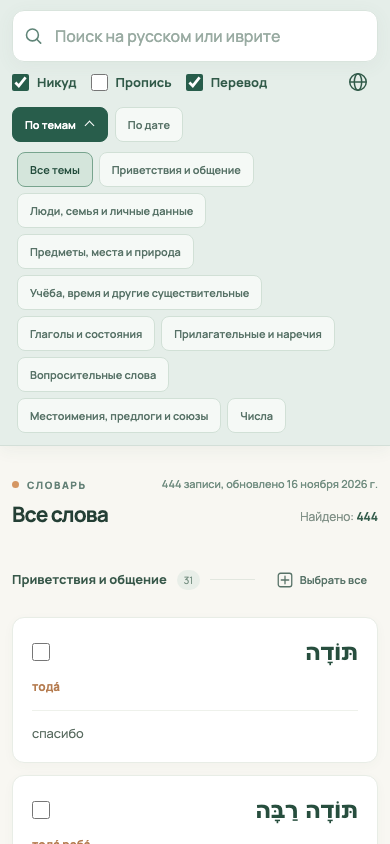 Поиск на русском или иврите
Никуд Пропись Перевод
По темам По дате
Все темы Приветствия и общение
Люди, семья и личные данные
Предметы, места и природа
Учёба, время и другие существительные
Глаголы и состояния Прилагательные и наречия
Вопросительные слова
Местоимения, предлоги и союзы Числа
СЛОВАРЬ 444 записи, обновлено 16 ноября 2026 г.
Все слова Найдено: 444
Приветствия и общение 31 Выбрать все
תּוֹדָה
тода́
спасибо
תּוֹדָה רַבָּה
тода́ раба́